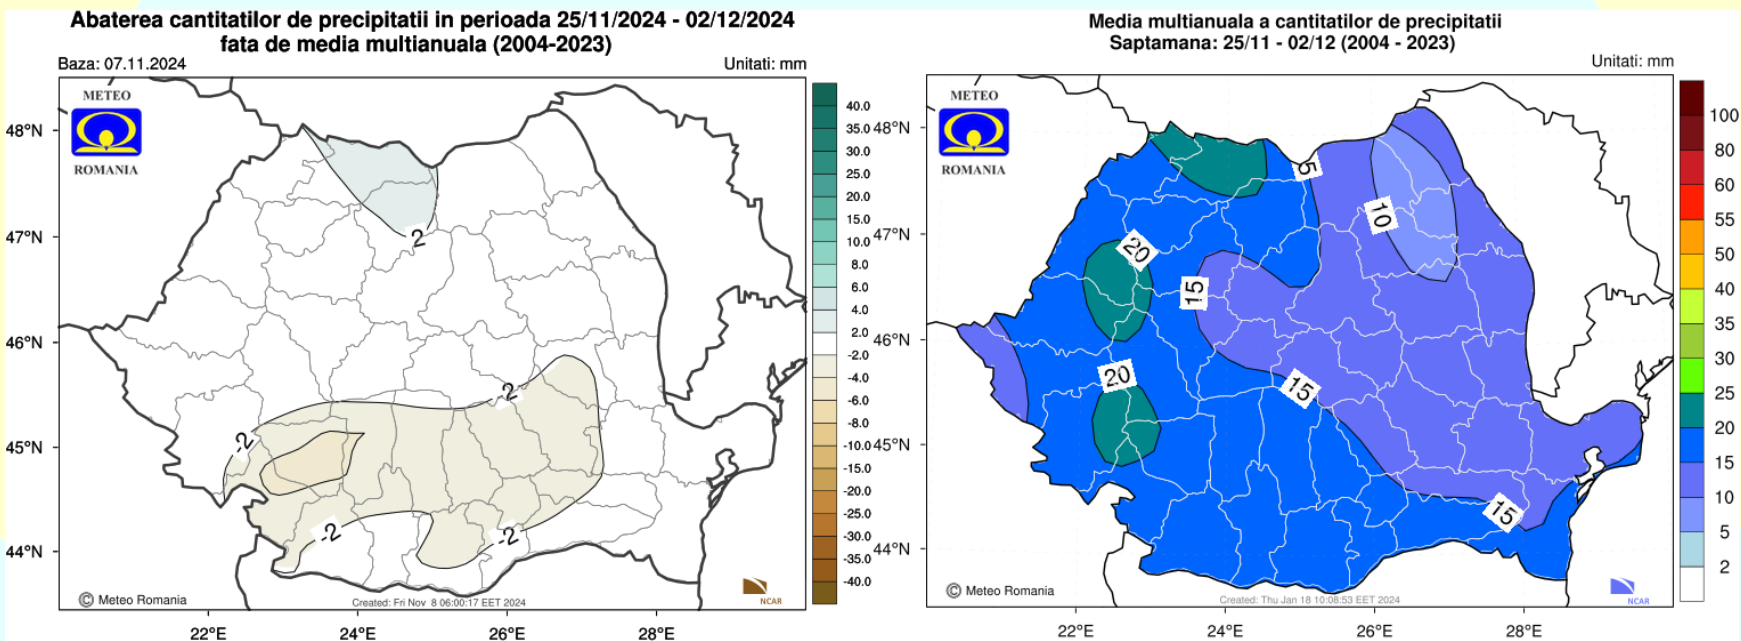 Abaterea cantitatilor de precipitatii in perioada 25/11/2024 - 02/12/2024
fata de media multianuala (2004-2023)
Baza: 07.11.2024
Unitati: mm
METEO
ROMANIA
48°N
47°N
46°N
45°N
44°N
22°E
24°E
26°E
28°E
2
-2
-2
-2
-2
40.0
35.0
30.0
25.0
20.0
15.0
10.0
8.0
6.0
4.0
2.0
-2.0
-4.0
-6.0
-8.0
-10.0
-15.0
-20.0
-25.0
-30.0
-35.0
-40.0
© Meteo Romania
Created: Fri Nov 8 06:00:17 EET 2024
NCAR
Media multianuala a cantitatilor de precipitatii
Saptamana: 25/11 - 02/12 (2004 - 2023)
Unitati: mm
METEO
ROMANIA
48°N
47°N
46°N
45°N
44°N
22°E
24°E
26°E
28°E
5
10
20
15
20
15
15
100
80
60
55
50
40
35
30
25
20
15
10
5
2
© Meteo Romania
Created: Thu Jan 18 10:08:53 EET 2024
NCAR